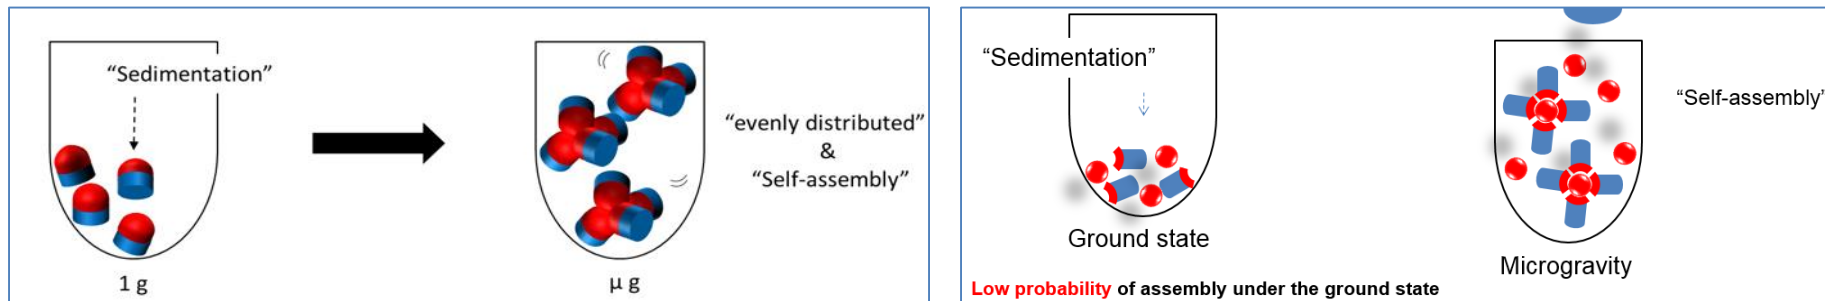 “Sedimentation”
“evenly distributed”
&
“Self-assembly”
1 g
μ g
“Sedimentation”
“Self-assembly”
Ground state
Microgravity
Low probability of assembly under the ground state